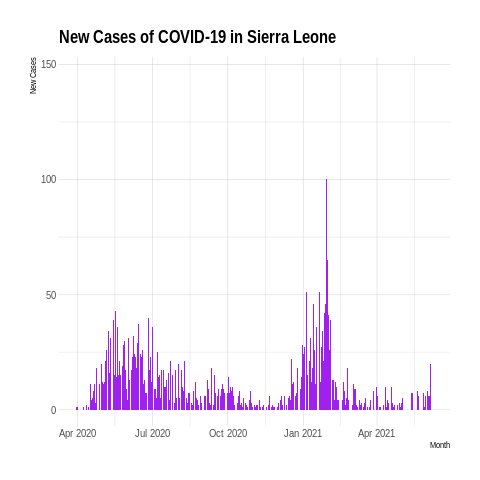 New Cases of COVID-19 in Sierra Leone
New Cases
150
100
50
0
Apr 2020 Jul 2020 Oct 2020 Jan 2021 Apr 2021
Month